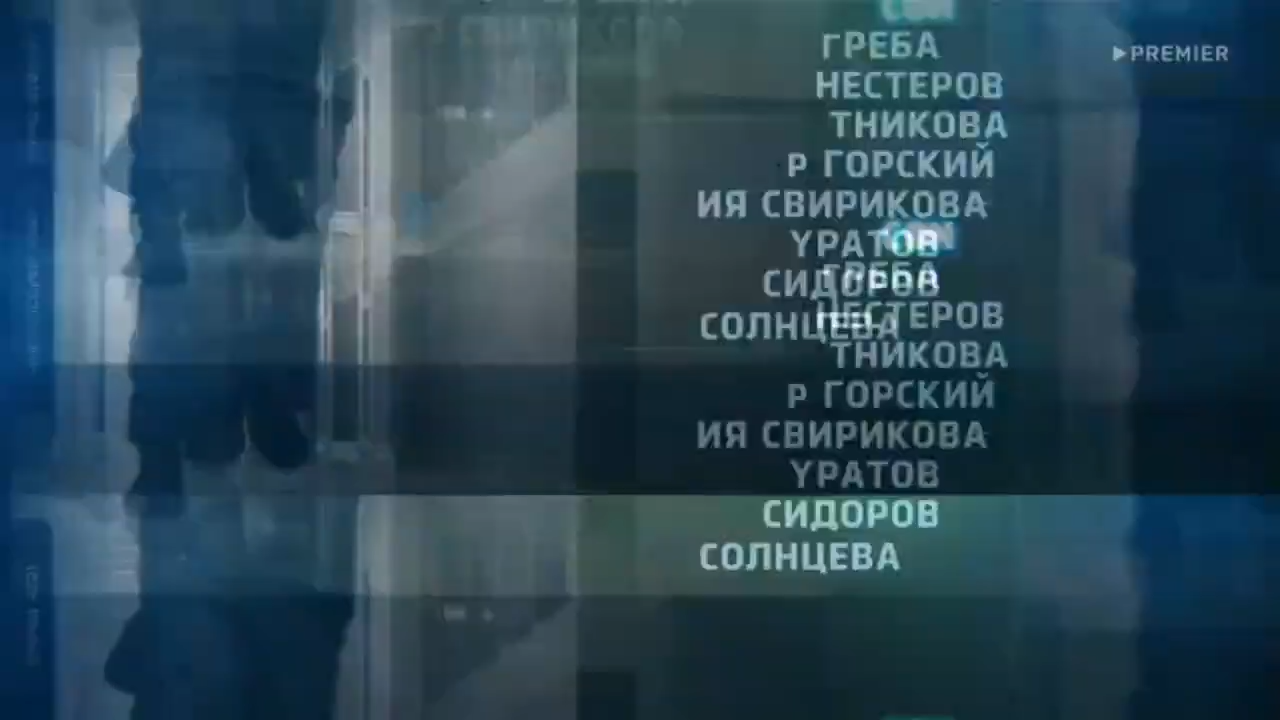 ГРЕБА
PREMIER
НЕСТЕРОВ
ТНИКОВА
Р ГОРСКИЙ
ИЯ СВИРИКОВА
УРАТОВ
СИДОРОВ
СОЛНЦЕВА
ГРЕБА
НЕСТЕРОВ
ТНИКОВА
Р ГОРСКИЙ
ИЯ СВИРИКОВА
УРАТОВ
СИДОРОВ
СОЛНЦЕВА